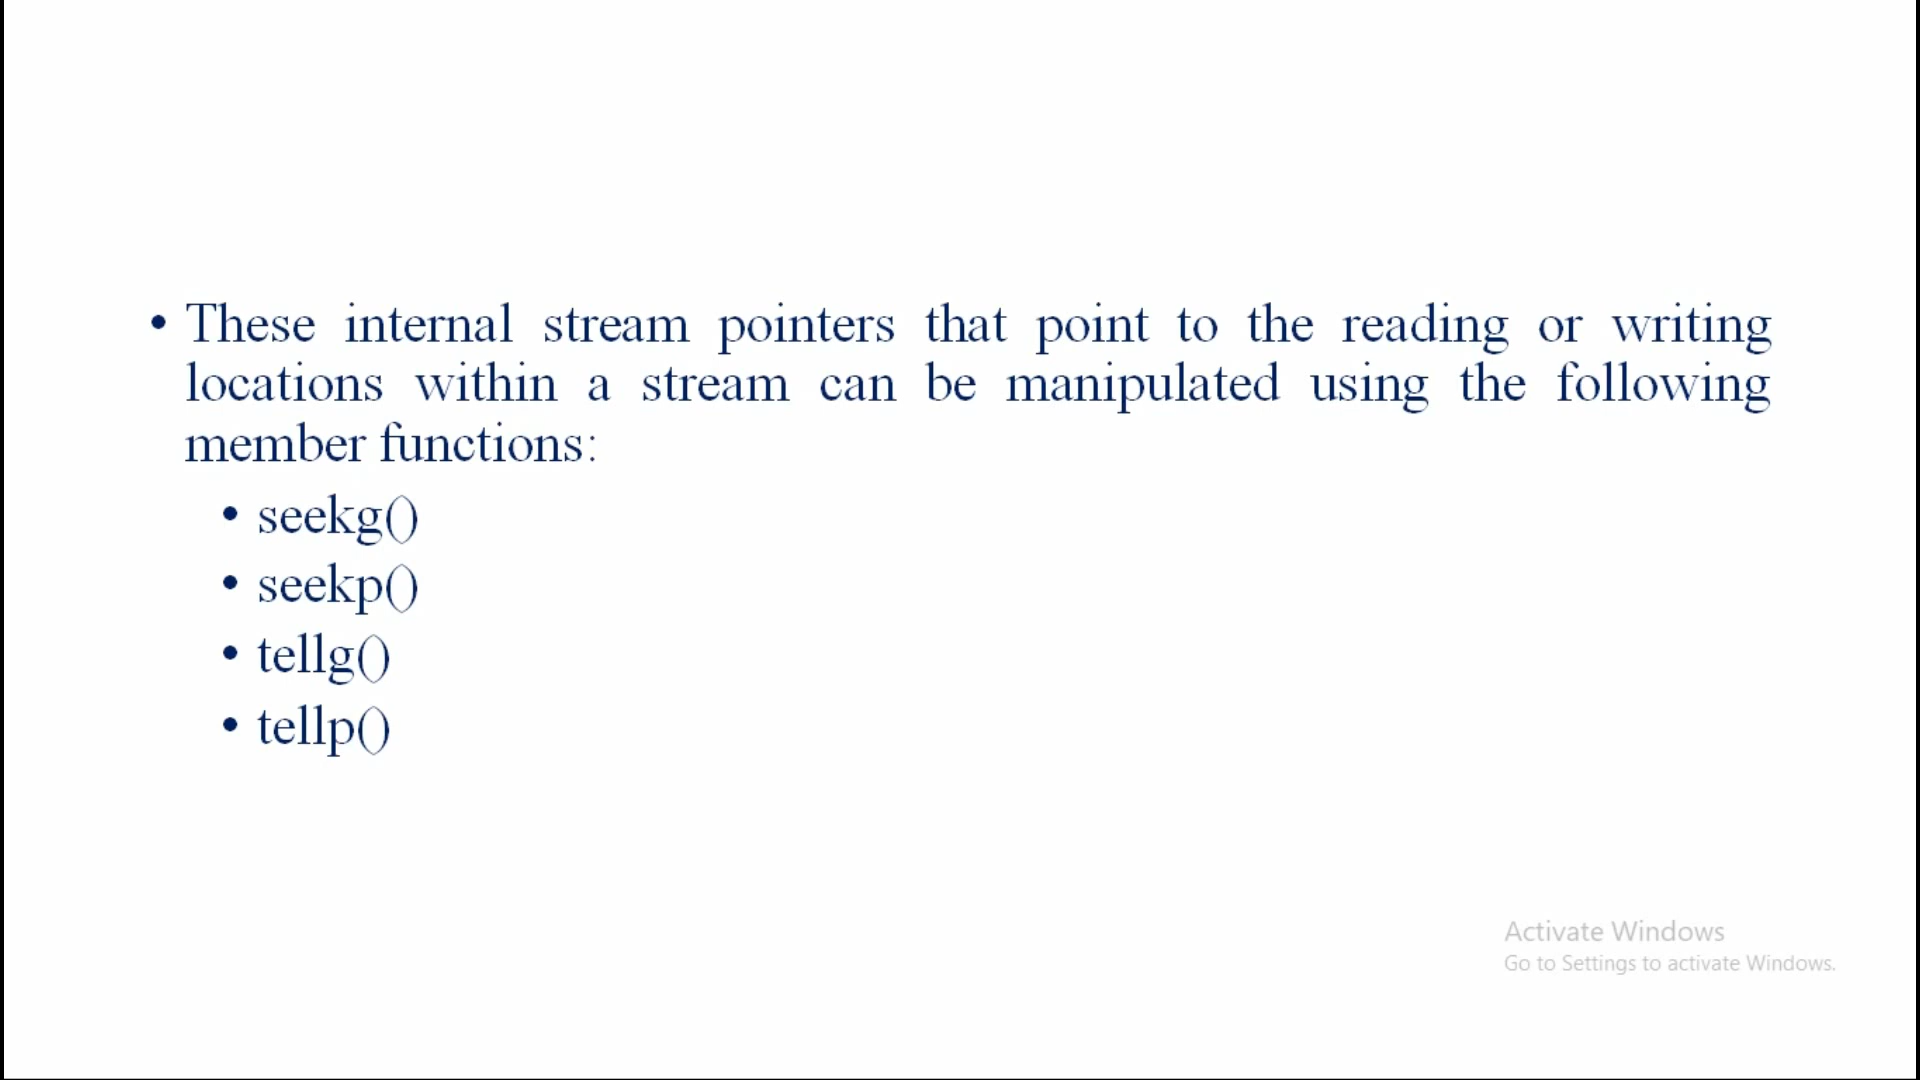 • These internal stream pointers that point to the reading or writing
locations within a stream can be manipulated using the following
member functions:
• seekg()
• seekp()
• tellg()
• tellp()
Activate Windows
Go to Settings to activate Windows.